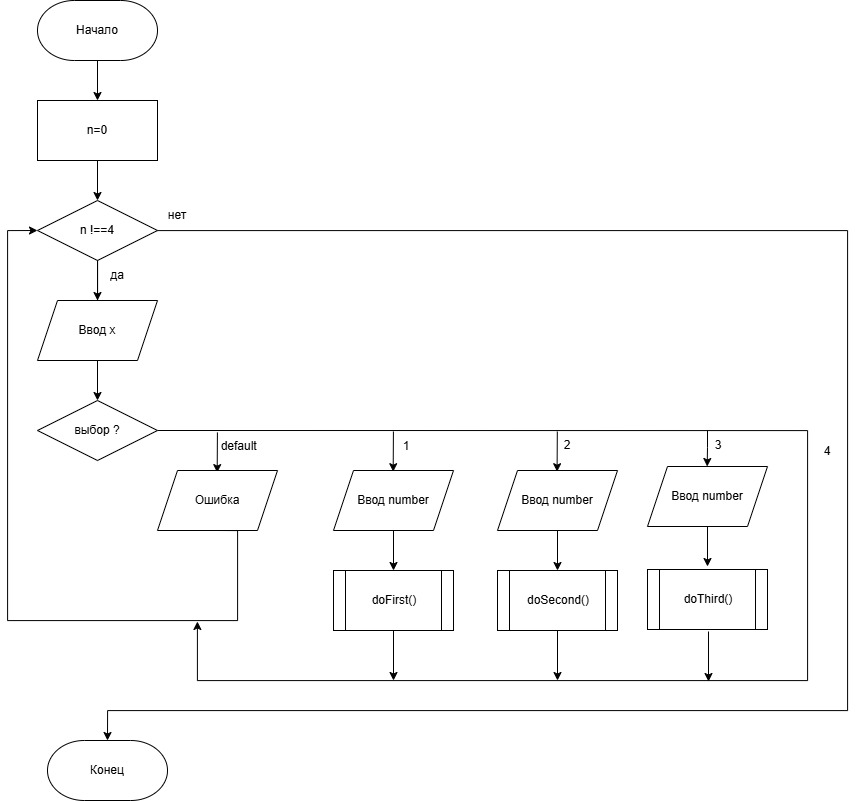 Начало
n=0
n !==4
нет
да
Ввод x
выбор ?
default
1
2
3
4
Ошибка
Ввод number
Ввод number
Ввод number
doFirst()
doSecond()
doThird()
Конец